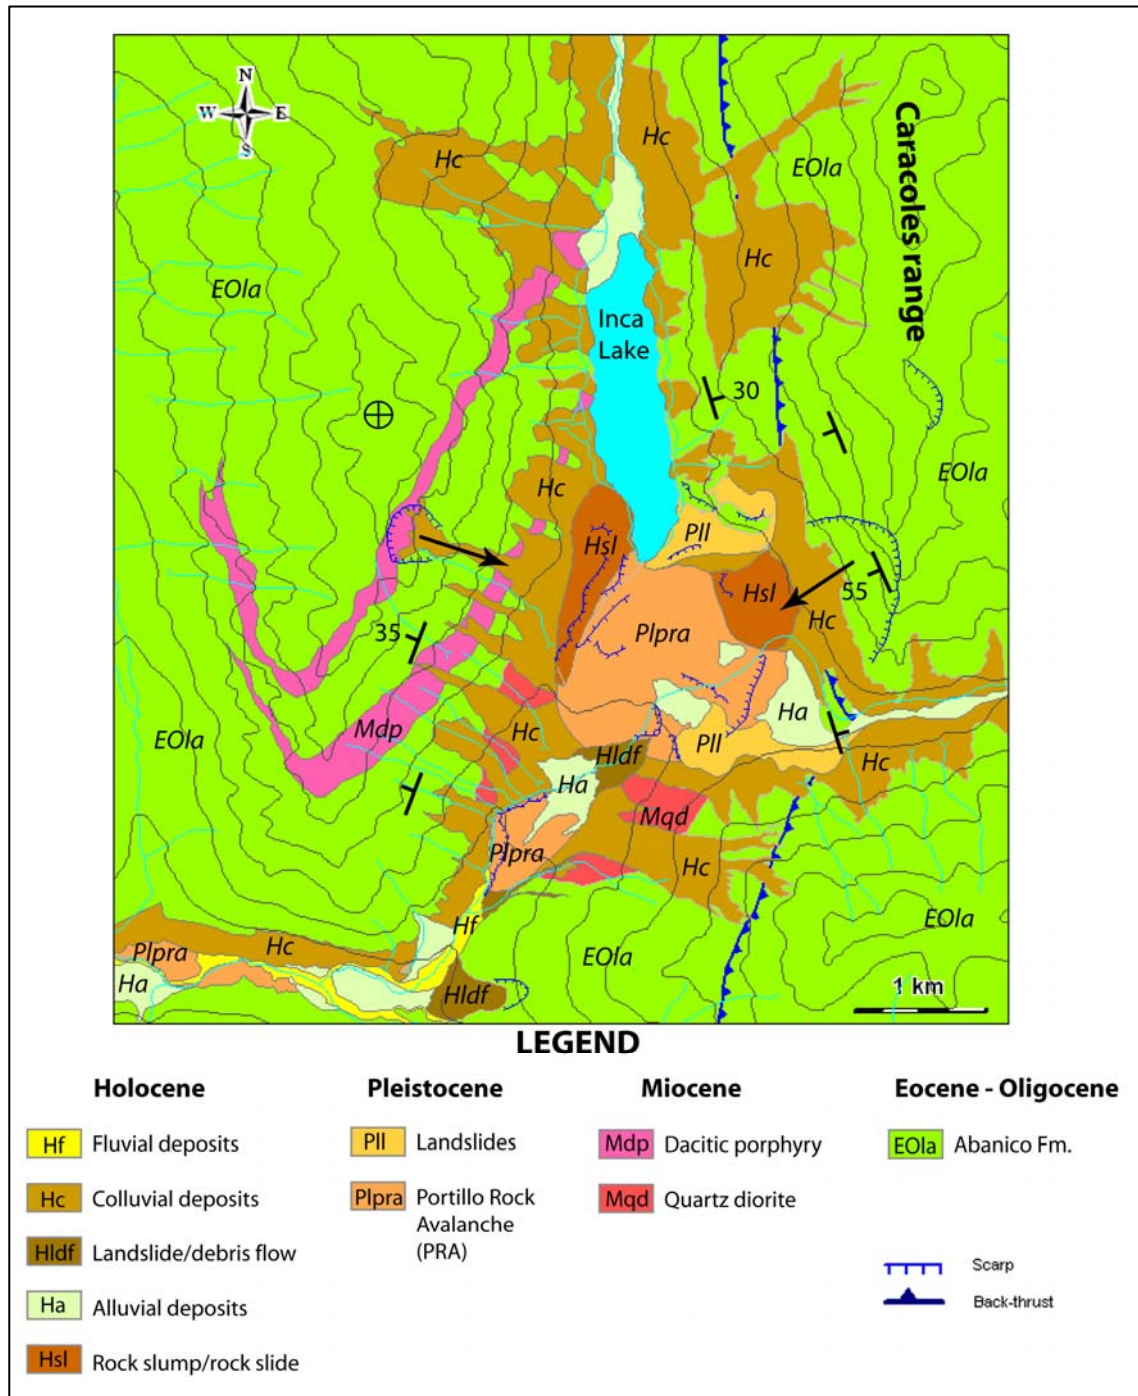 N
W E
S
Hc
Hc
EOla
Caracoles range
Hc
EOla
Inca
Lake
30
EOla
Hc
Hsl
Pll
Hsl
55
Hc
35
Plpra
Mdp
EOla
Ha
Hc
Pll
Hldf
Hc
Ha
Mqd
Plpra
Hc
EOla
Hf
Hc
EOla
Plpra
Ha
Hldf
1 km
LEGEND
Holocene
Hf Fluvial deposits
Hc Colluvial deposits
Hldf Landslide/debris flow
Ha Alluvial deposits
Hsl Rock slump/rock slide
Pleistocene
Pll Landslides
Plpra Portillo Rock
Avalanche
(PRA)
Miocene
Mdp Dacitic porphyry
Mqd Quartz diorite
Eocene - Oligocene
EOla Abanico Fm.
Scarp
Back-thrust